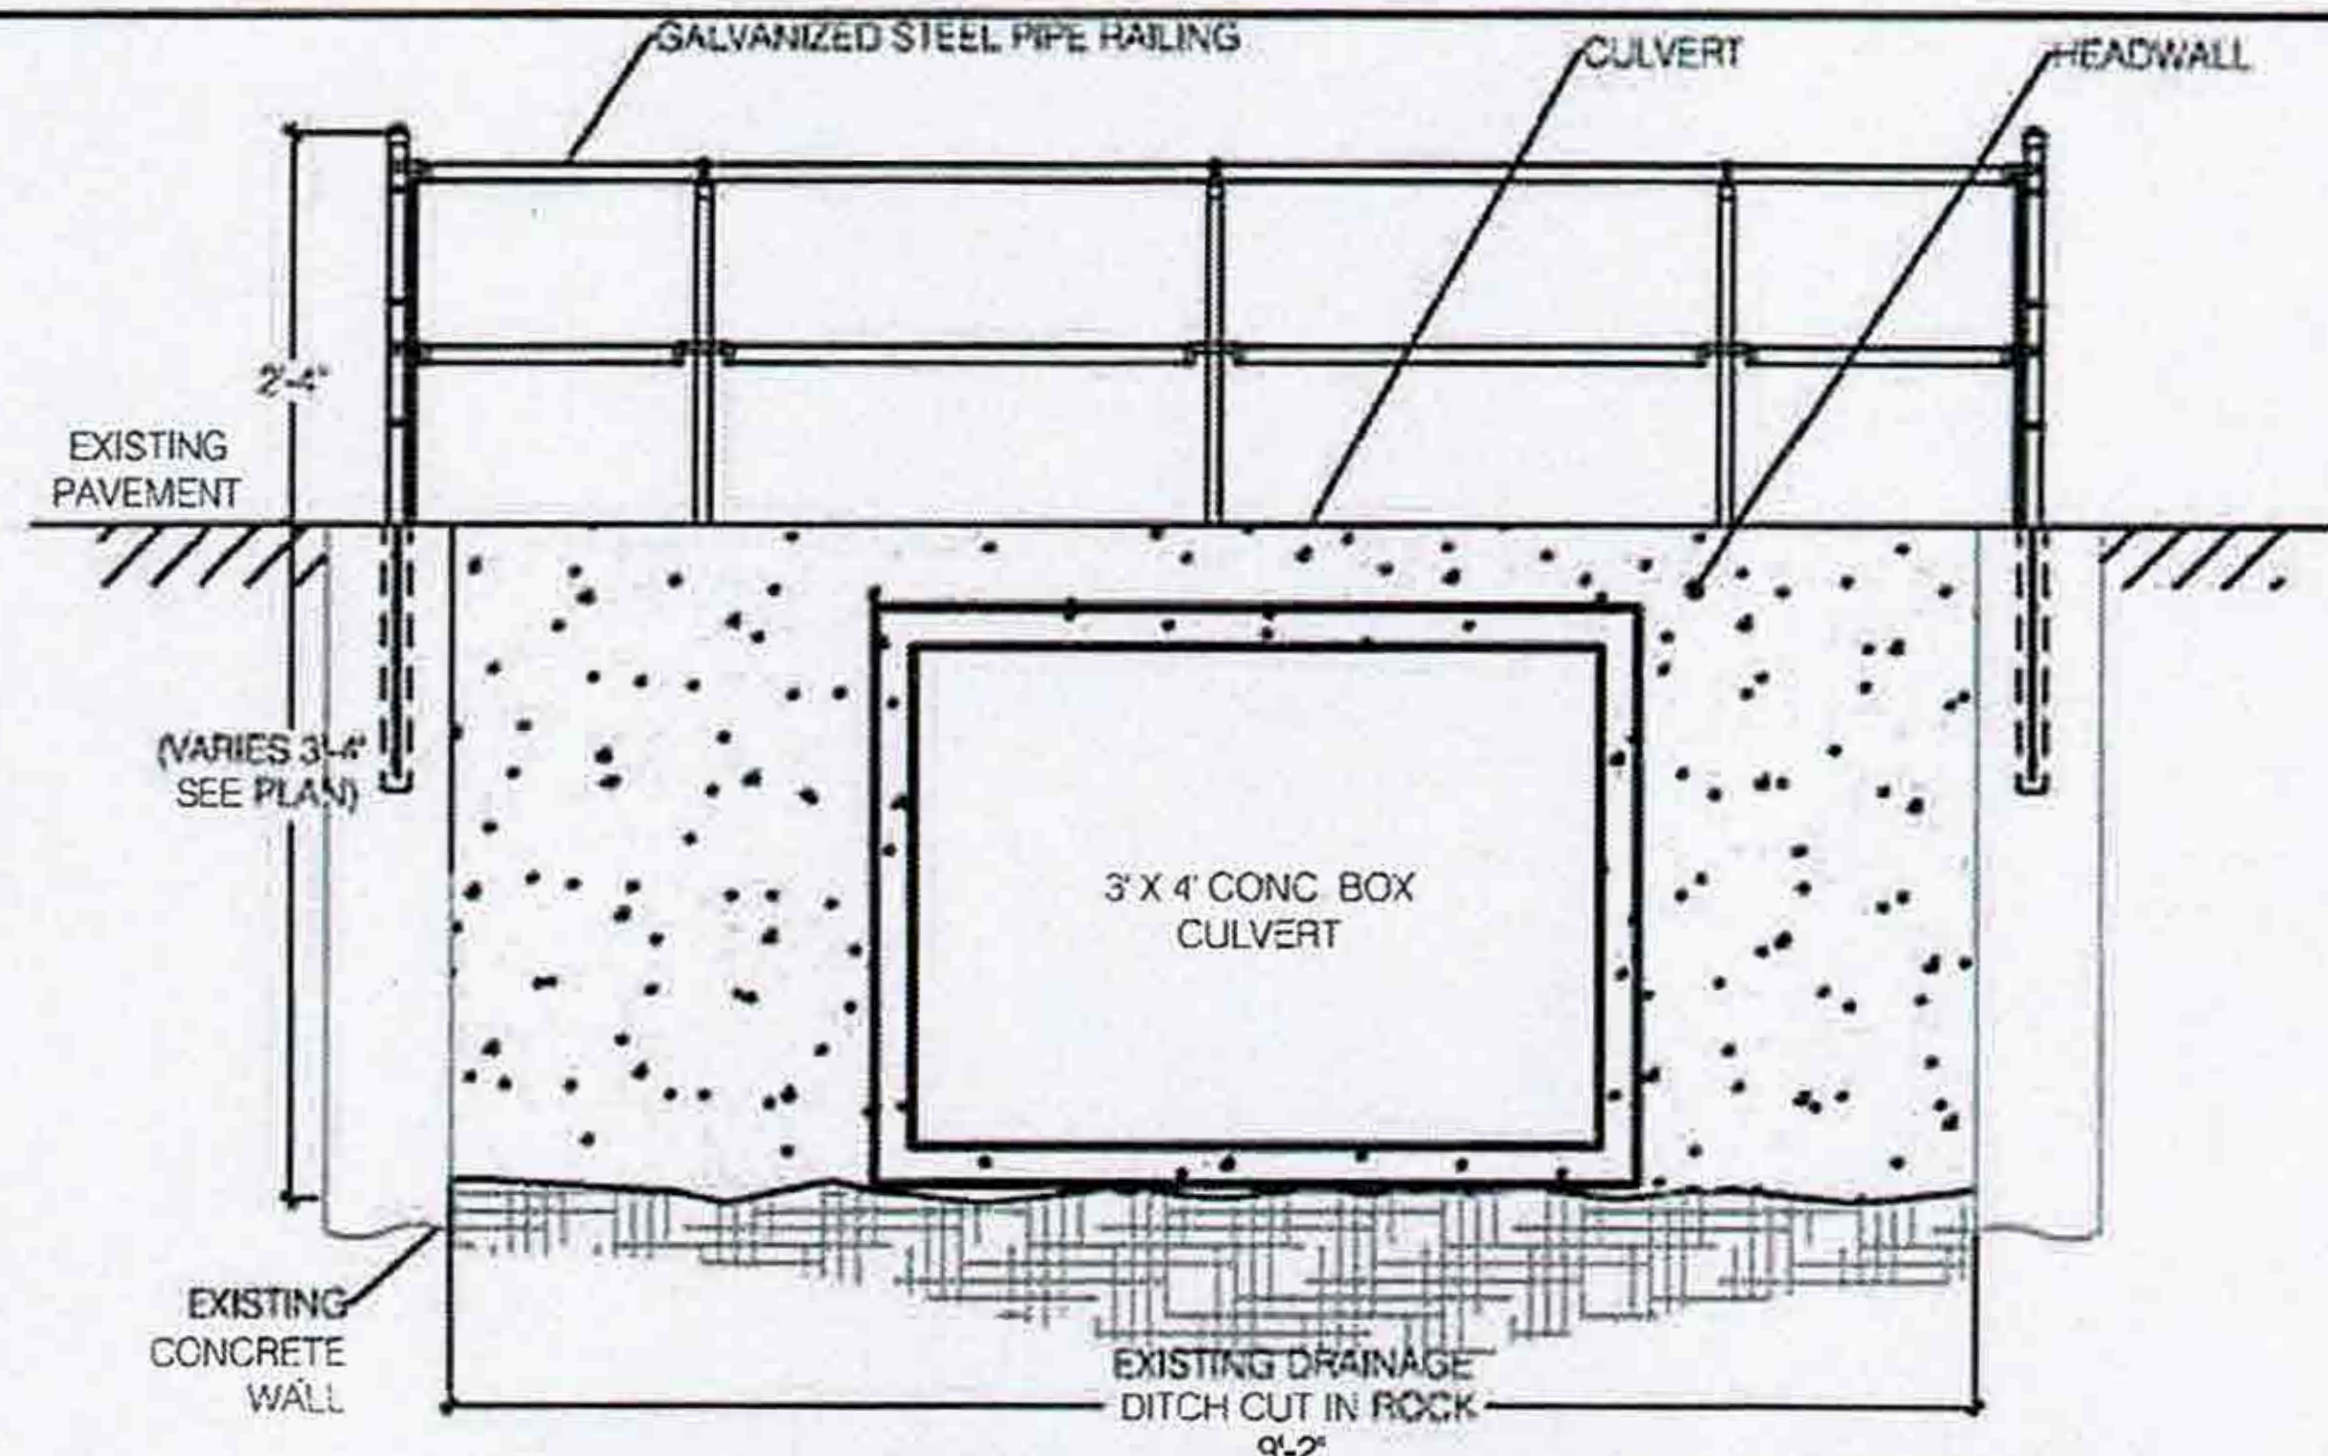 GALVANIZED STEEL PIPE RAILING
CULVERT
HEADWALL
2'-4"
EXISTING
PAVEMENT
(VARIES 3'-4"
SEE PLAN)
3' X 4' CONC. BOX
CULVERT
EXISTING
CONCRETE
WALL
EXISTING DRAINAGE
DITCH CUT IN ROCK
9'-2"